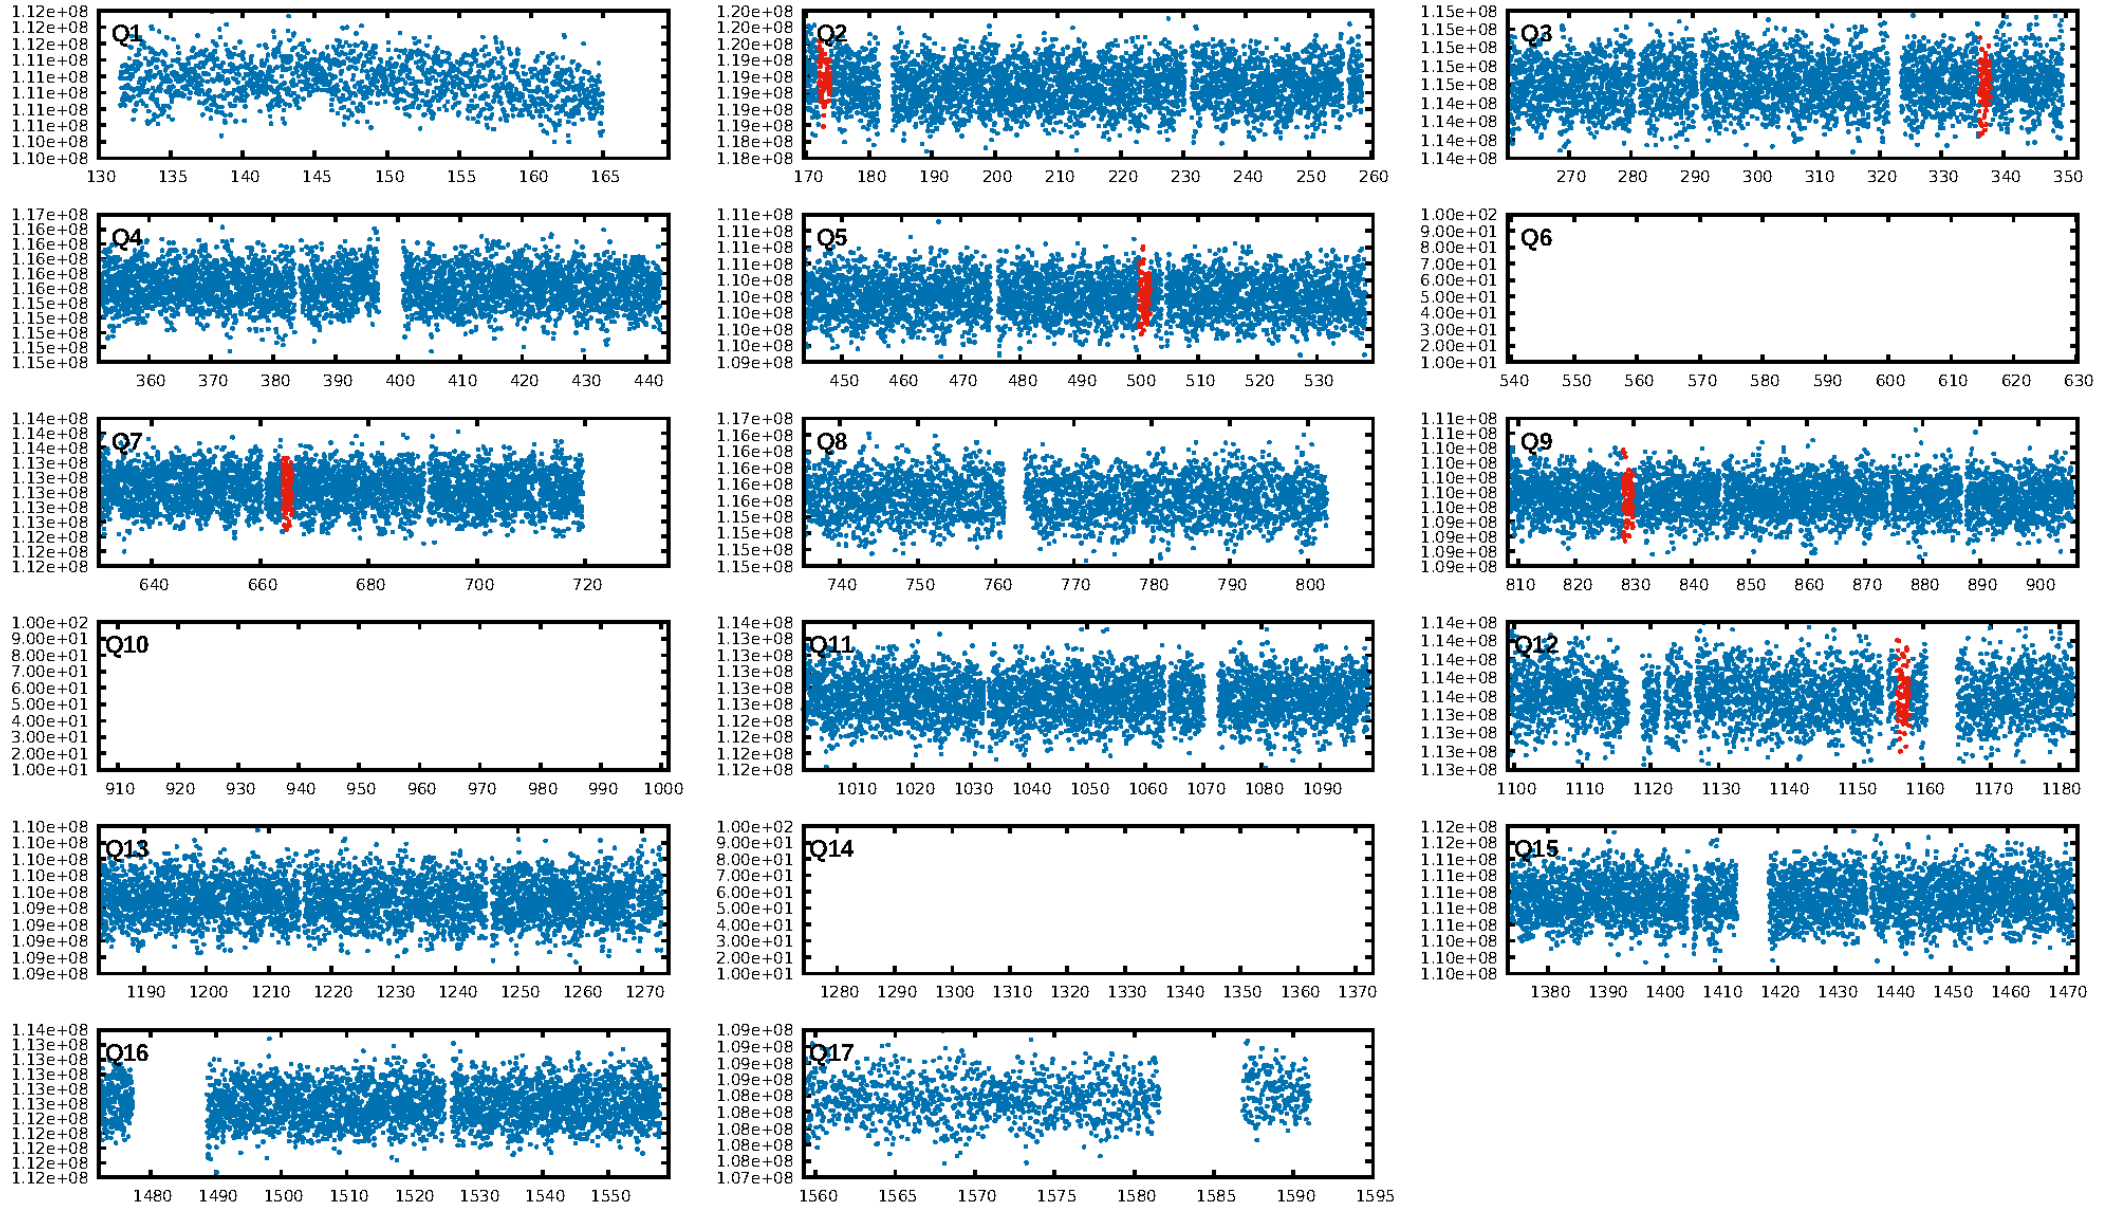 1.12e+08 1.12e+08 1.12e+08 1.11e+08 1.11e+08 1.11e+08 1.11e+08 1.11e+08 1.10e+08 1.10e+08
Q1
130 135 140 145 150 155 160 165
1.20e+08 1.20e+08 1.20e+08 1.19e+08 1.19e+08 1.19e+08 1.19e+08 1.19e+08 1.18e+08 1.18e+08
Q2
170 180 190 200 210 220 230 240 250 260
1.15e+08 1.15e+08 1.15e+08 1.15e+08 1.15e+08 1.14e+08 1.14e+08 1.14e+08 1.14e+08
Q3
270 280 290 300 310 320 330 340 350
1.17e+08 1.16e+08 1.16e+08 1.16e+08 1.16e+08 1.16e+08 1.15e+08 1.15e+08 1.15e+08 1.15e+08 1.15e+08
Q4
360 370 380 390 400 410 420 430 440
1.11e+08 1.11e+08 1.11e+08 1.11e+08 1.10e+08 1.10e+08 1.10e+08 1.10e+08 1.10e+08 1.09e+08
Q5
450 460 470 480 490 500 510 520 530
1.00e+02 9.00e+01 8.00e+01 7.00e+01 6.00e+01 5.00e+01 4.00e+01 3.00e+01 2.00e+01 1.00e+01
Q6
540 550 560 570 580 590 600 610 620 630
1.14e+08 1.14e+08 1.14e+08 1.13e+08 1.13e+08 1.13e+08 1.13e+08 1.13e+08 1.12e+08 1.12e+08 1.12e+08
Q7
640 660 680 700 720
1.17e+08 1.16e+08 1.16e+08 1.16e+08 1.16e+08 1.16e+08 1.15e+08 1.15e+08 1.15e+08 1.15e+08
Q8
740 750 760 770 780 790 800
1.11e+08 1.11e+08 1.10e+08 1.10e+08 1.10e+08 1.10e+08 1.10e+08 1.09e+08 1.09e+08 1.09e+08 1.09e+08
Q9
810 820 830 840 850 860 870 880 890 900
1.00e+02 9.00e+01 8.00e+01 7.00e+01 6.00e+01 5.00e+01 4.00e+01 3.00e+01 2.00e+01 1.00e+01
Q10
910 920 930 940 950 960 970 980 990 1000
1.14e+08 1.13e+08 1.13e+08 1.13e+08 1.13e+08 1.13e+08 1.12e+08 1.12e+08 1.12e+08 1.12e+08
Q11
1010 1020 1030 1040 1050 1060 1070 1080 1090
1.14e+08 1.14e+08 1.14e+08 1.14e+08 1.14e+08 1.13e+08 1.13e+08 1.13e+08 1.13e+08
Q12
1100 1110 1120 1130 1140 1150 1160 1170 1180
1.10e+08 1.10e+08 1.10e+08 1.10e+08 1.10e+08 1.09e+08 1.09e+08 1.09e+08 1.09e+08 1.09e+08
Q13
1190 1200 1210 1220 1230 1240 1250 1260 1270
1.00e+02 9.00e+01 8.00e+01 7.00e+01 6.00e+01 5.00e+01 4.00e+01 3.00e+01 2.00e+01 1.00e+01
Q14
1280 1290 1300 1310 1320 1330 1340 1350 1360 1370
1.12e+08 1.12e+08 1.11e+08 1.11e+08 1.11e+08 1.11e+08 1.11e+08 1.10e+08 1.10e+08 1.10e+08
Q15
1380 1390 1400 1410 1420 1430 1440 1450 1460 1470
1.14e+08 1.13e+08 1.13e+08 1.13e+08 1.13e+08 1.13e+08 1.12e+08 1.12e+08 1.12e+08 1.12e+08 1.12e+08
Q16
1480 1490 1500 1510 1520 1530 1540 1550
1.09e+08 1.09e+08 1.09e+08 1.09e+08 1.08e+08 1.08e+08 1.08e+08 1.08e+08 1.08e+08 1.07e+08
Q17
1560 1565 1570 1575 1580 1585 1590 1595